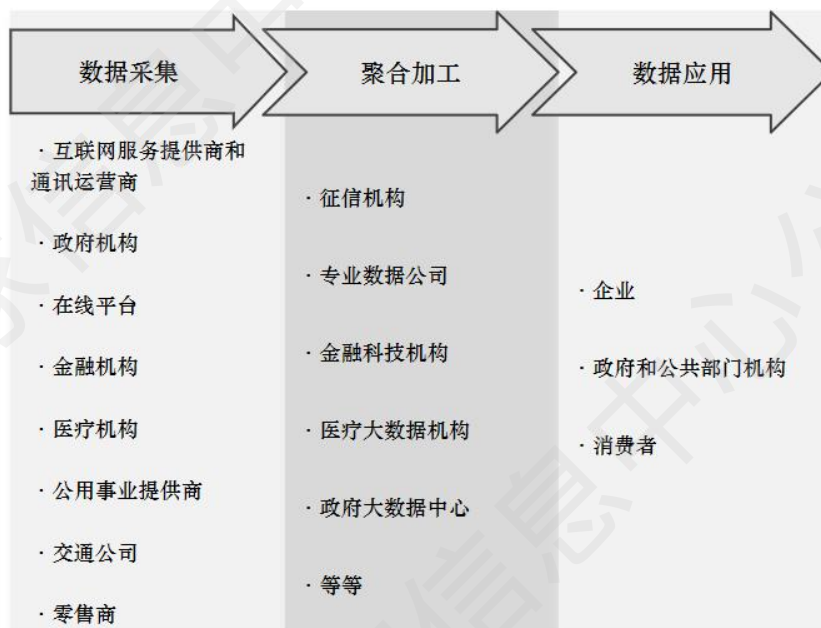 数据采集
聚合加工
数据应用
· 互联网服务提供商和
通讯运营商
· 政府机构
· 在线平台
· 金融机构
· 医疗机构
· 公用事业提供商
· 交通公司
· 零售商
· 征信机构
· 专业数据公司
· 金融科技机构
· 医疗大数据机构
· 政府大数据中心
· 等等
· 企业
· 政府和公共部门机构
· 消费者